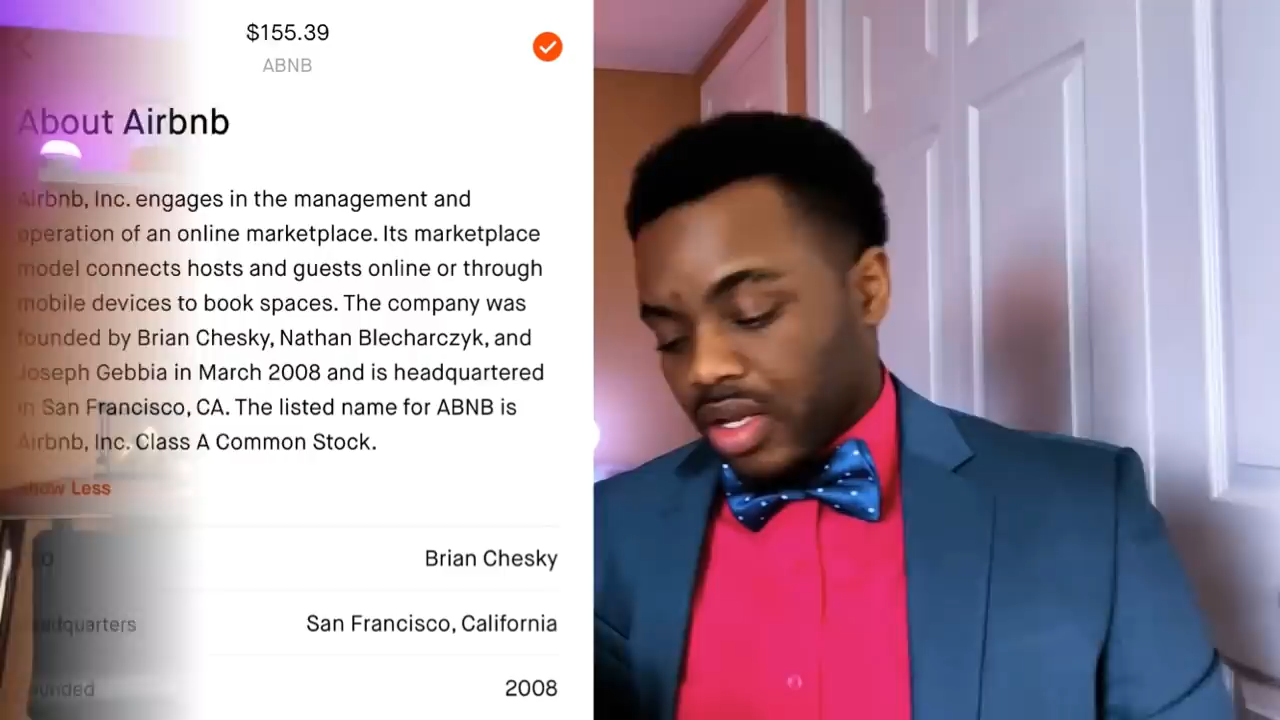 $155.39
ABNB
About Airbnb
Airbnb, Inc. engages in the management and
operation of an online marketplace. Its marketplace
model connects hosts and guests online or through
mobile devices to book spaces. The company was
founded by Brian Chesky, Nathan Blecharczyk, and
Joseph Gebbia in March 2008 and is headquartered
in San Francisco, CA. The listed name for ABNB is
Airbnb, Inc. Class A Common Stock.
Show Less
CEO Brian Chesky
Headquarters San Francisco, California
Founded 2008